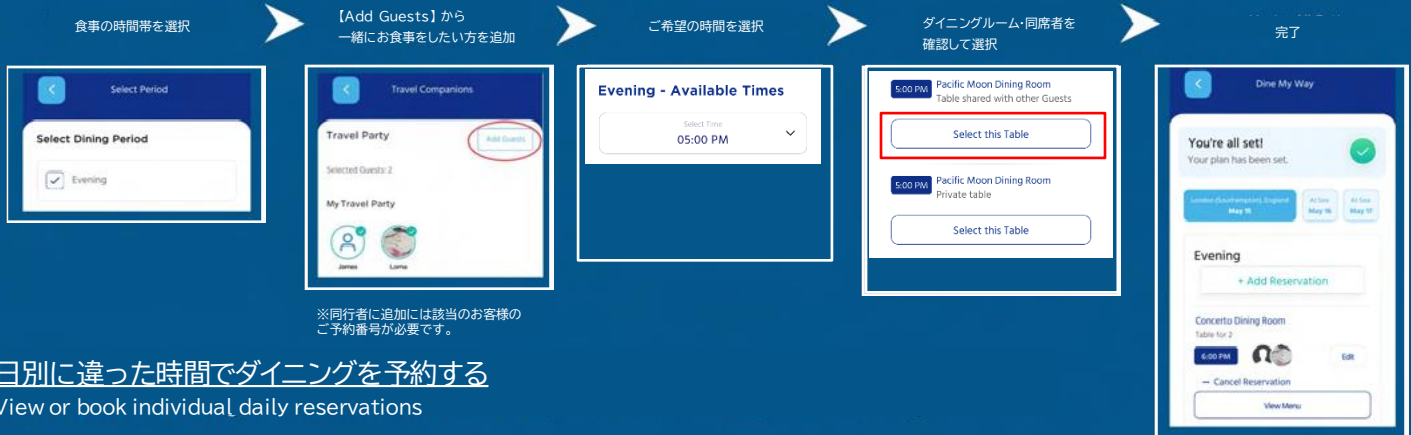 食事の時間帯を選択
【Add Guests】から
一緒にお食事をしたい方を追加
ご希望の時間を選択
ダイニングルーム・同席者を
確認して選択
完了
Select Period
Select Dining Period
Evening
Travel Companions
Travel Party
Add Guests
Selected Guests: 2
My Travel Party
James
Lorna
※同行者に追加には該当のお客様の
ご予約番号が必要です。
Evening - Available Times
Select Time
05:00 PM
5:00 PM
Pacific Moon Dining Room
Table shared with other Guests
Select this Table
5:00 PM
Pacific Moon Dining Room
Private table
Select this Table
Dine My Way
You're all set!
Your plan has been set.
London (Southampton), England
May 15
At Sea
May 16
At Sea
May 17
Evening
+ Add Reservation
Concerto Dining Room
Table for 2
6:00 PM
Edit
— Cancel Reservation
View Menu
日別に違った時間でダイニングを予約する
View or book individual daily reservations